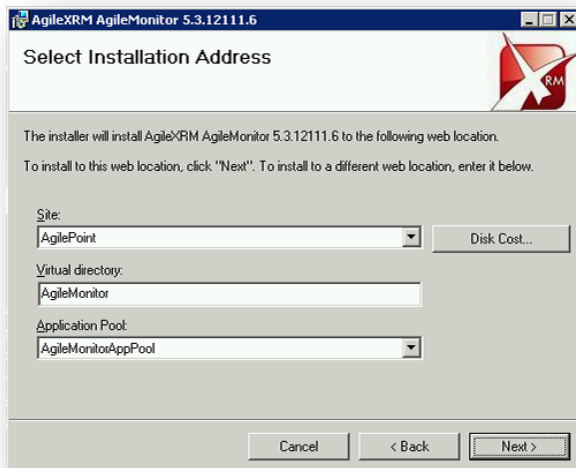 AgileXRM AgileMonitor 5.3.12111.6
Select Installation Address
XRM
The installer will install AgileXRM AgileMonitor 5.3.12111.6 to the following web location.
To install to this web location, click "Next". To install to a different web location, enter it below.
Site:
AgilePoint
Disk Cost...
Virtual directory:
AgileMonitor
Application Pool:
AgileMonitorAppPool
Cancel
< Back
Next >